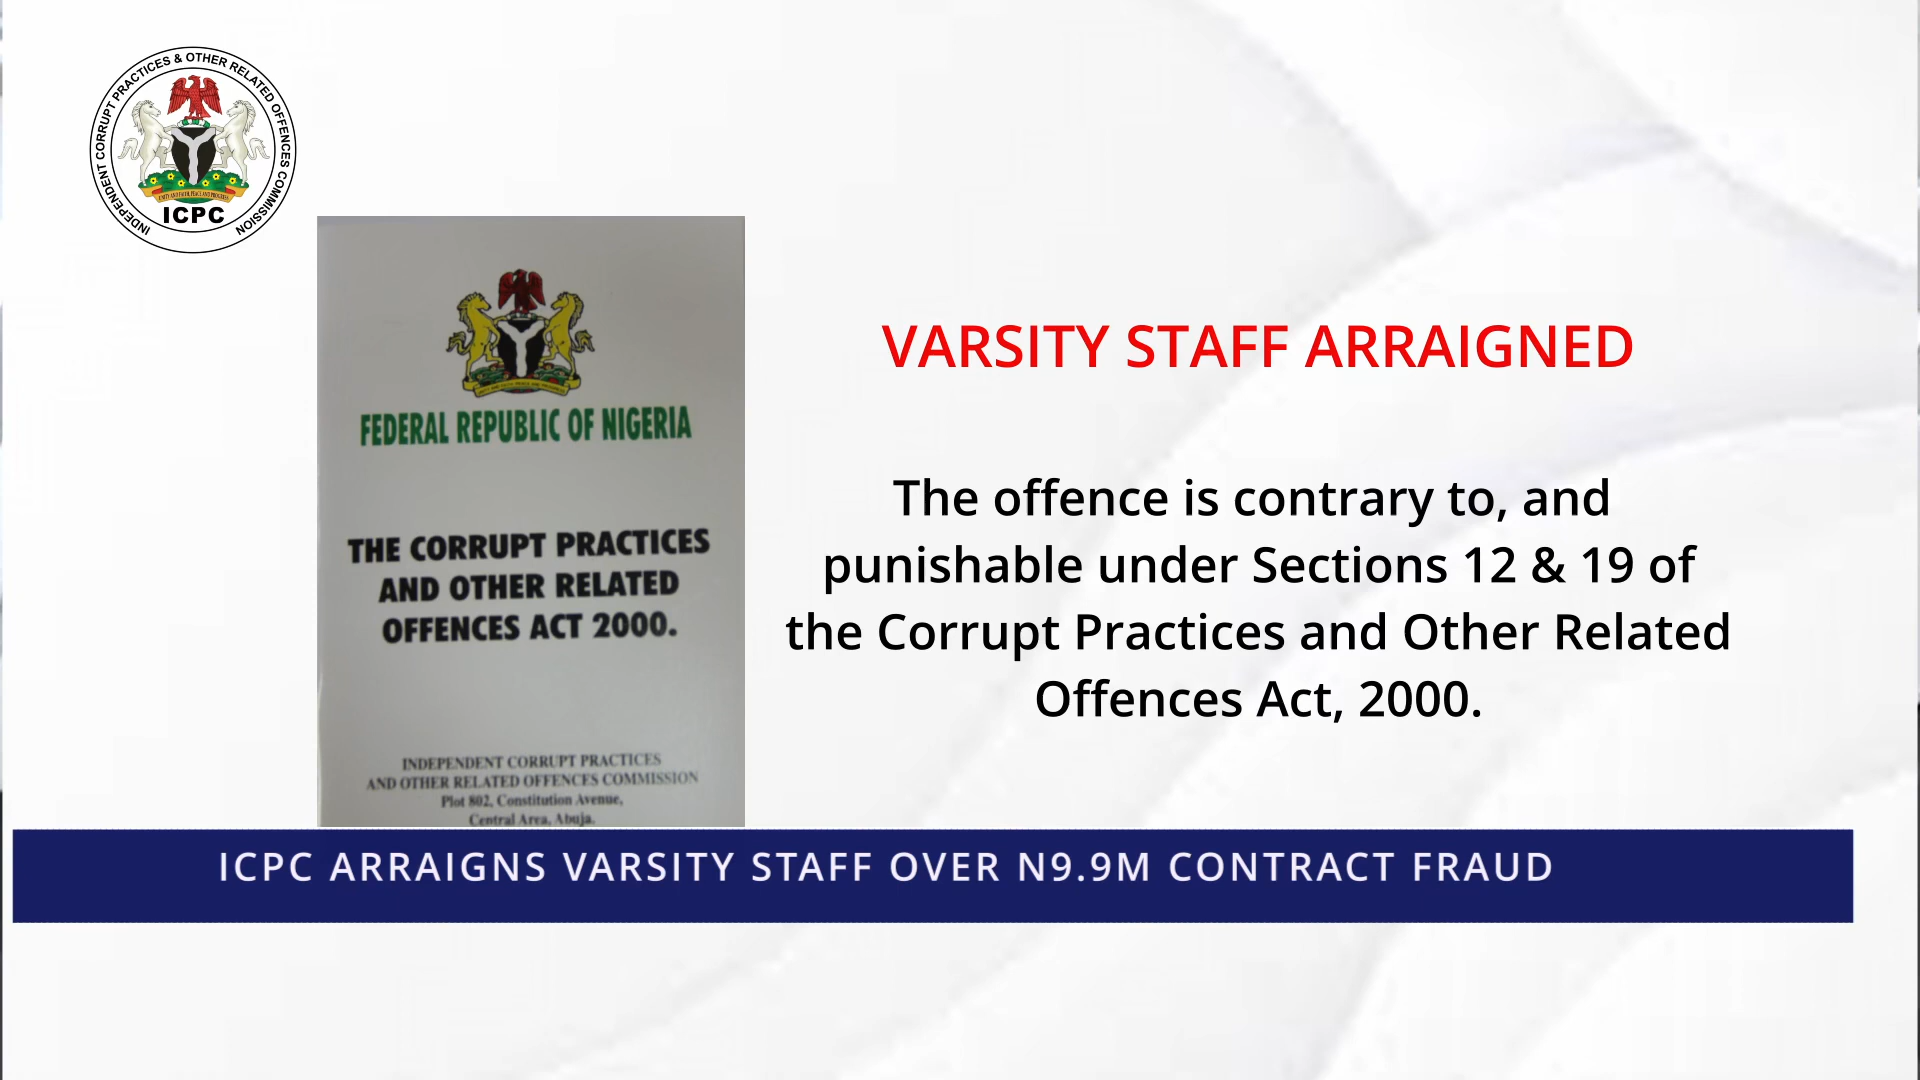 INDEPENDENT CORRUPT PRACTICES & OTHER RELATED OFFENCES COMMISSION
ICPC
FEDERAL REPUBLIC OF NIGERIA
THE CORRUPT PRACTICES
AND OTHER RELATED
OFFENCES ACT 2000.
INDEPENDENT CORRUPT PRACTICES
AND OTHER RELATED OFFENCES COMMISSION
Plot 802, Constitution Avenue,
Central Area, Abuja.
VARSITY STAFF ARRAIGNED
The offence is contrary to, and
punishable under Sections 12 & 19 of
the Corrupt Practices and Other Related
Offences Act, 2000.
ICPC ARRAIGNS VARSITY STAFF OVER N9.9M CONTRACT FRAUD